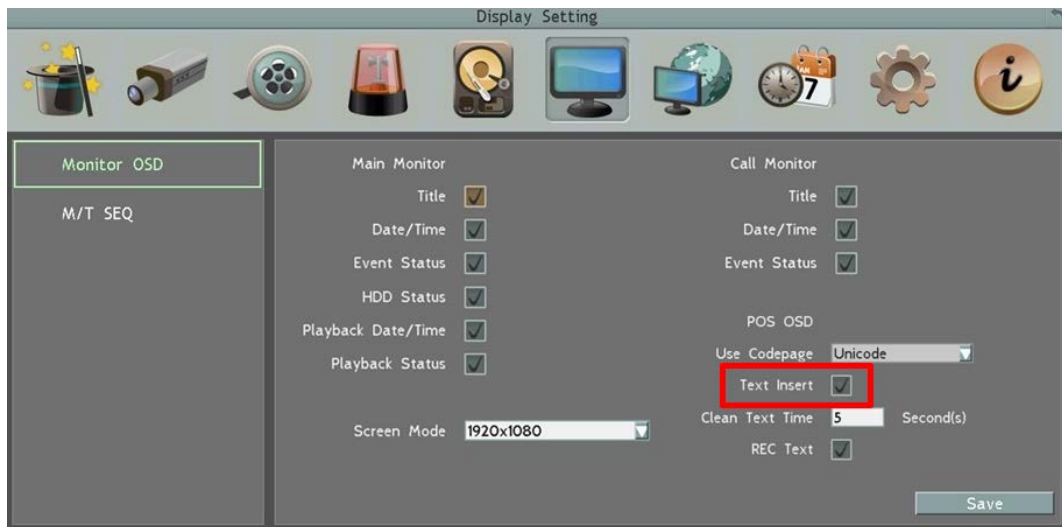 Display Setting
JAN
7
i
Monitor OSD
M/T SEQ
Main Monitor
Title
Date/Time
Event Status
HDD Status
Playback Date/Time
Playback Status
Screen Mode 1920x1080
Call Monitor
Title
Date/Time
Event Status
POS OSD
Use Codepage Unicode
Text Insert
Clean Text Time 5 Second(s)
REC Text
Save